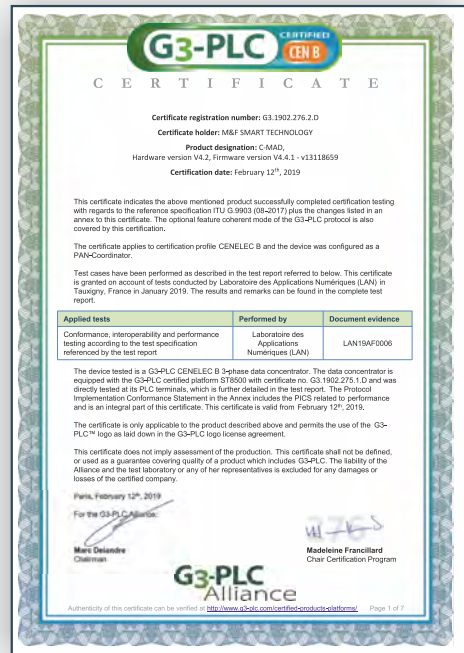 G3-PLC CERTIFIED CEN B
CERTIFICATE
Certificate registration number: G3.1902.276.2.D
Certificate holder: M&F SMART TECHNOLOGY
Product designation: C-MAD,
Hardware version V4.2, Firmware version V4.4.1 - v13118659
Certification date: February 12th, 2019
This certificate indicates the above mentioned product successfully completed certification testing
with regards to the reference specification ITU G.9903 (08-2017) plus the changes listed in an
annex to this certificate. The optional feature coherent mode of the G3-PLC protocol is also
covered by this certification.
The certificate applies to certification profile CENELEC B and the device was configured as a
PAN-Coordinator.
Test cases have been performed as described in the test report referred to below. This certificate
is granted on account of tests conducted by Laboratoire des Applications Numériques (LAN) in
Tauxigny, France in January 2019. The results and remarks can be found in the complete test
report.
Applied tests Performed by Document evidence
Conformance, interoperability and performance
testing according to the test specification
referenced by the test report
Laboratoire des
Applications
Numériques (LAN)
LAN19AF0006
The device tested is a G3-PLC CENELEC B 3-phase data concentrator. The data concentrator is
equipped with the G3-PLC certified platform ST8500 with certificate no. G3.1902.275.1.D and was
directly tested at its PLC terminals, which is further detailed in the test report. The Protocol
Implementation Conformance Statement in the Annex includes the PICS related to performance
and is an integral part of this certificate. This certificate is valid from February 12th, 2019.
The certificate is only applicable to the product described above and permits the use of the G3-
PLC™ logo as laid down in the G3-PLC logo license agreement.
This certificate does not imply assessment of the production. This certificate shall not be defined,
or used as a guarantee covering quality of a product which includes G3-PLC. The liability of the
Alliance and the test laboratory or any of her representatives is excluded for any damages or
losses of the certified company.
Paris, February 12th, 2019
For the G3-PLC Alliance:
Marc Delandre
Chairman
Madeleine Francillard
Chair Certification Program
G3-PLC
Alliance
Authenticity of this certificate can be verified at http://www.g3-plc.com/certified-products-platforms/ Page 1 of 7